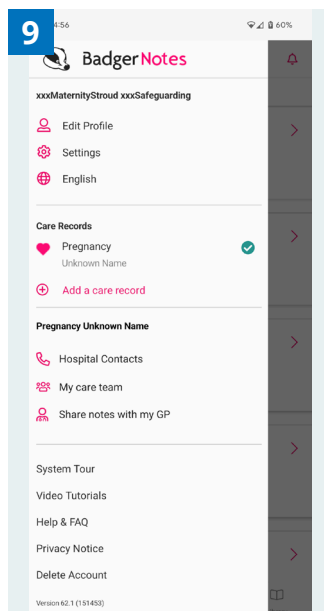 9
4:56
60%
BadgerNotes
xxxMaternityStroud xxxSafeguarding
Edit Profile
Settings
English
Care Records
Pregnancy
Unknown Name
Add a care record
Pregnancy Unknown Name
Hospital Contacts
My care team
Share notes with my GP
System Tour
Video Tutorials
Help & FAQ
Privacy Notice
Delete Account
Version 62.1 (151453)